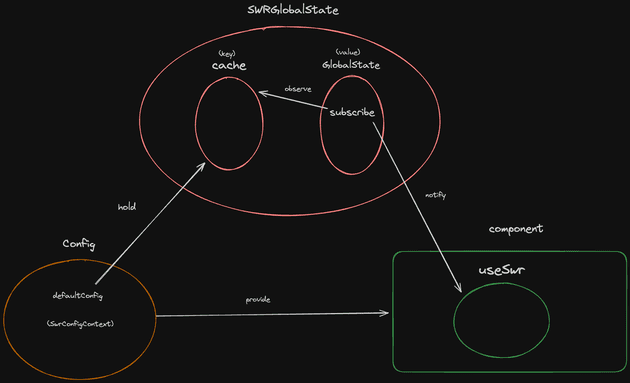 SWRGlobalState
(key)
cache
(value)
GlobalState
observe
subscribe
hold
notify
Config
component
defaultConfig
(SwrConfigContext)
provide
useSwr